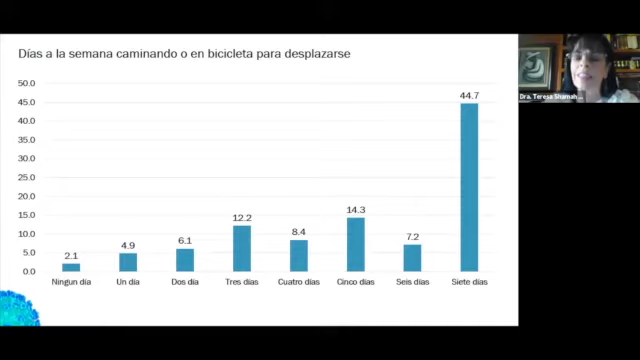 Días a la semana caminando o en bicicleta para desplazarse
50.0
45.0
40.0
35.0
30.0
25.0
20.0
15.0
10.0
5.0
0.0
2.1
4.9
6.1
12.2
8.4
14.3
7.2
44.7
Ningun día
Un día
Dos día
Tres días
Cuatro días
Cinco días
Seis días
Siete días
Dra. Teresa Shamah